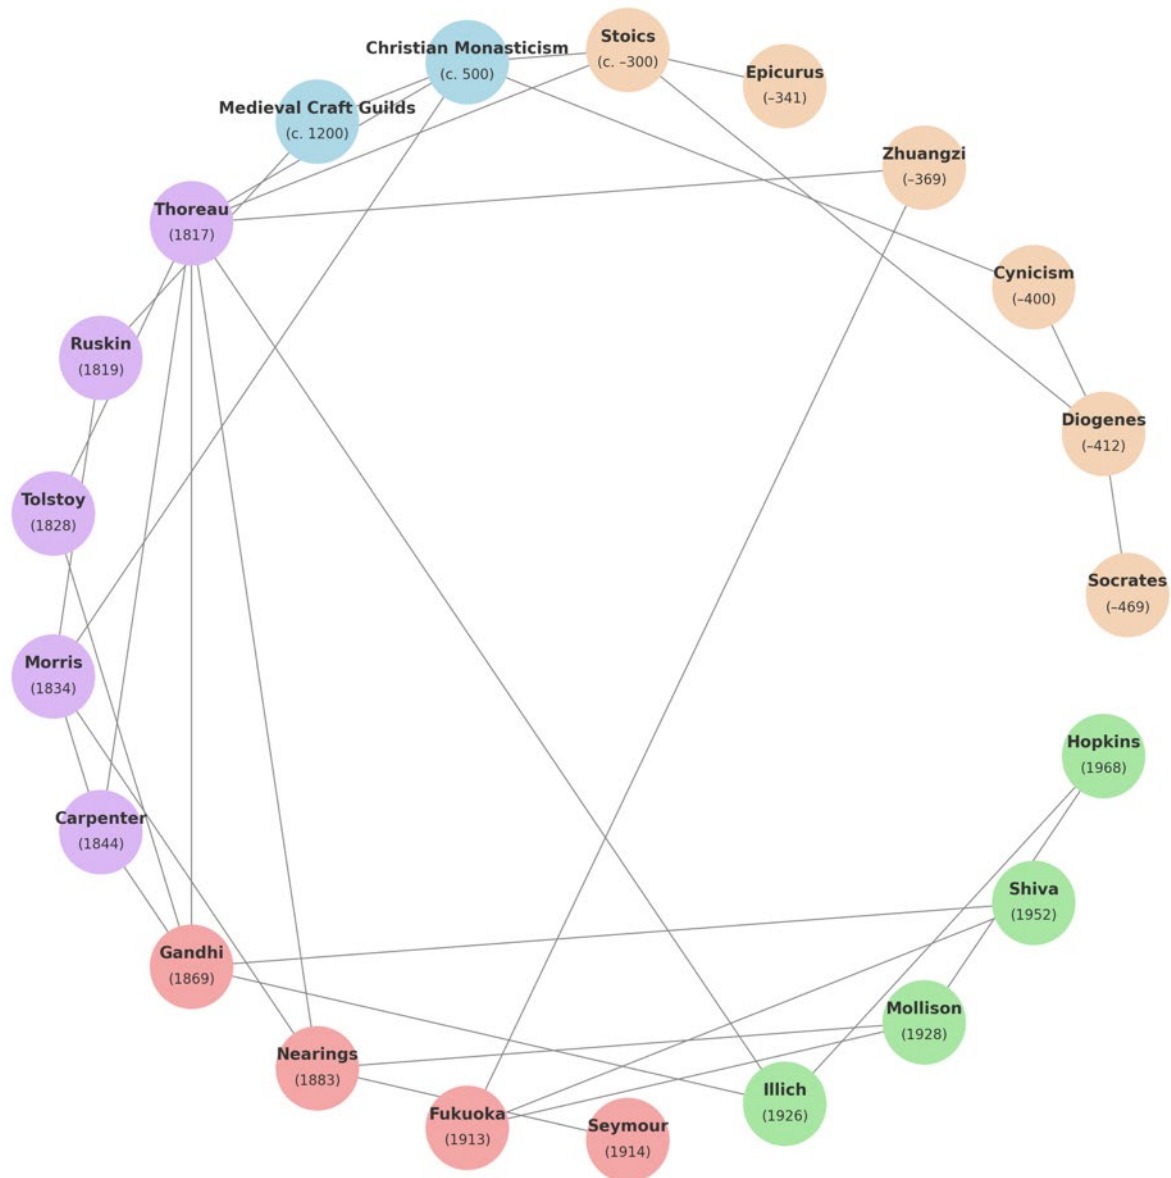 Stoics
(c. –300)
Christian Monasticism
(c. 500)
Epicurus
(–341)
Medieval Craft Guilds
(c. 1200)
Zhuangzi
(–369)
Thoreau
(1817)
Cynicism
(–400)
Ruskin
(1819)
Diogenes
(–412)
Tolstoy
(1828)
Socrates
(–469)
Morris
(1834)
Hopkins
(1968)
Carpenter
(1844)
Shiva
(1952)
Gandhi
(1869)
Mollison
(1928)
Nearings
(1883)
Illich
(1926)
Fukuoka
(1913)
Seymour
(1914)